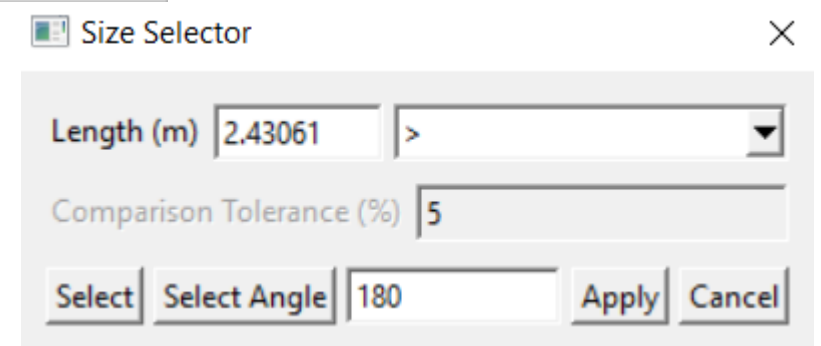 Size Selector
Length (m) 2.43061 >
Comparison Tolerance (%) 5
Select Select Angle 180 Apply Cancel